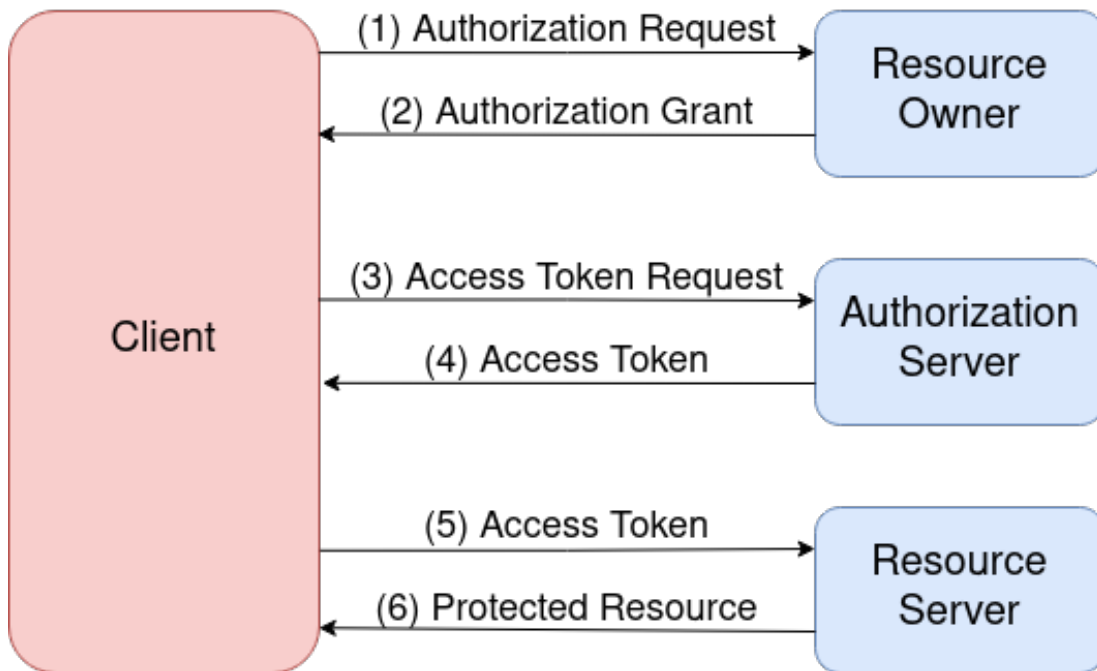 (1) Authorization Request
Resource
Owner
(2) Authorization Grant
(3) Access Token Request
Authorization
Server
Client
(4) Access Token
(5) Access Token
Resource
Server
(6) Protected Resource